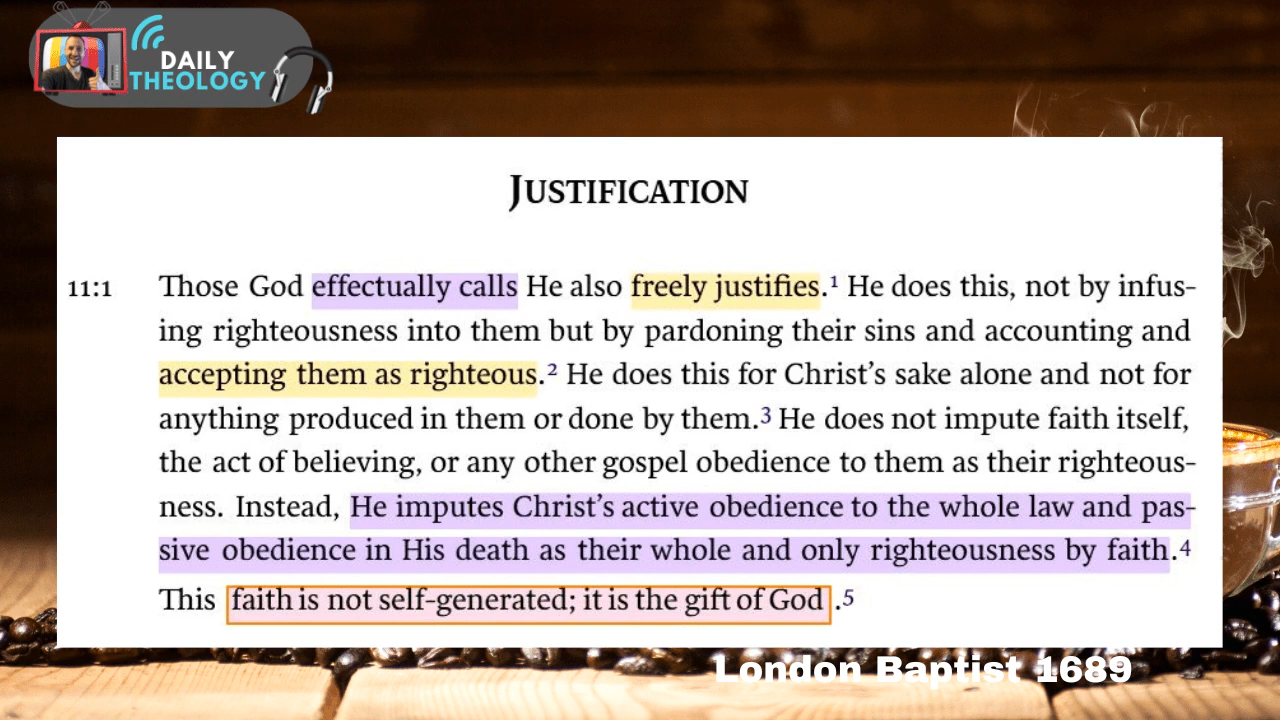 DAILY
THEOLOGY
JUSTIFICATION
11:1 Those God effectually calls He also freely justifies.¹ He does this, not by infus-
ing righteousness into them but by pardoning their sins and accounting and
accepting them as righteous.² He does this for Christ's sake alone and not for
anything produced in them or done by them.³ He does not impute faith itself,
the act of believing, or any other gospel obedience to them as their righteous-
ness. Instead, He imputes Christ's active obedience to the whole law and pas-
sive obedience in His death as their whole and only righteousness by faith.⁴
This faith is not self-generated; it is the gift of God .⁵
London Baptist 1689